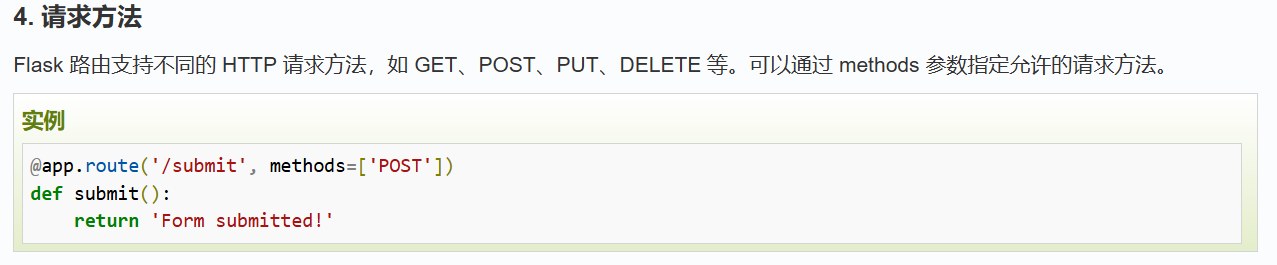 4. 请求方法
Flask 路由支持不同的 HTTP 请求方法，如 GET、POST、PUT、DELETE 等。可以通过 methods 参数指定允许的请求方法。
实例
@app.route('/submit', methods=['POST'])
def submit():
    return 'Form submitted!'